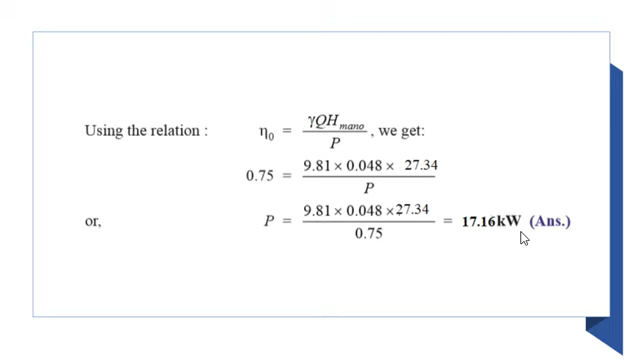 Using the relation : η₀ = γQH_mano / P , we get:
0.75 = 9.81 × 0.048 × 27.34 / P
or, P = 9.81 × 0.048 ×27.34 / 0.75 = 17.16kW (Ans.)